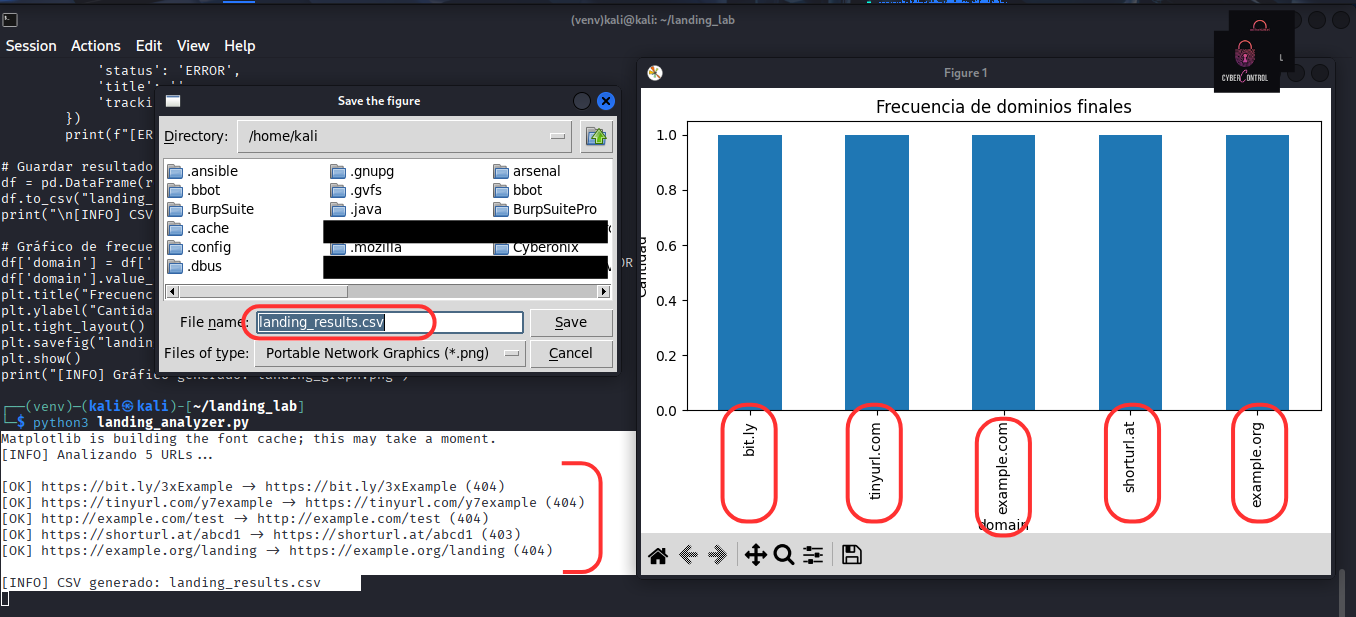 (venv)kali@kali: ~/landing_lab
Session Actions Edit View Help
CYBERCONTROL
'status': 'ERROR',
'title': ''
'tracki
})
print(f"[ER
# Guardar resultado
df = pd.DataFrame(r
df.to_csv("landing_
print("\n[INFO] CSV
# Gráfico de frecue
df['domain'] = df['
OR
df['domain'].value_
plt.title("Frecuenc
plt.ylabel("Cantida
plt.tight_layout()
plt.savefig("landin
plt.show()
print("[INFO] Gráfico generado: landing_graph.png")
Save the figure
Directory: /home/kali
.ansible .gnupg arsenal
.bbot .gvfs bbot
.BurpSuite .java BurpSuitePro
.cache
.config .mozilla Cyberonix
.dbus
File name: landing_results.csv Save
Files of type: Portable Network Graphics (*.png) Cancel
(venv)-(kali㉿kali)-[~/landing_lab]
$ python3 landing_analyzer.py
Matplotlib is building the font cache; this may take a moment.
[INFO] Analizando 5 URLs...
[OK] https://bit.ly/3xExample → https://bit.ly/3xExample (404)
[OK] https://tinyurl.com/y7example → https://tinyurl.com/y7example (404)
[OK] http://example.com/test → http://example.com/test (404)
[OK] https://shorturl.at/abcd1 → https://shorturl.at/abcd1 (403)
[OK] https://example.org/landing → https://example.org/landing (404)
[INFO] CSV generado: landing_results.csv
Figure 1
Frecuencia de dominios finales
1.0
0.8
0.6
0.4
0.2
0.0
Cantidad
bit.ly
tinyurl.com
example.com
shorturl.at
example.org
domain